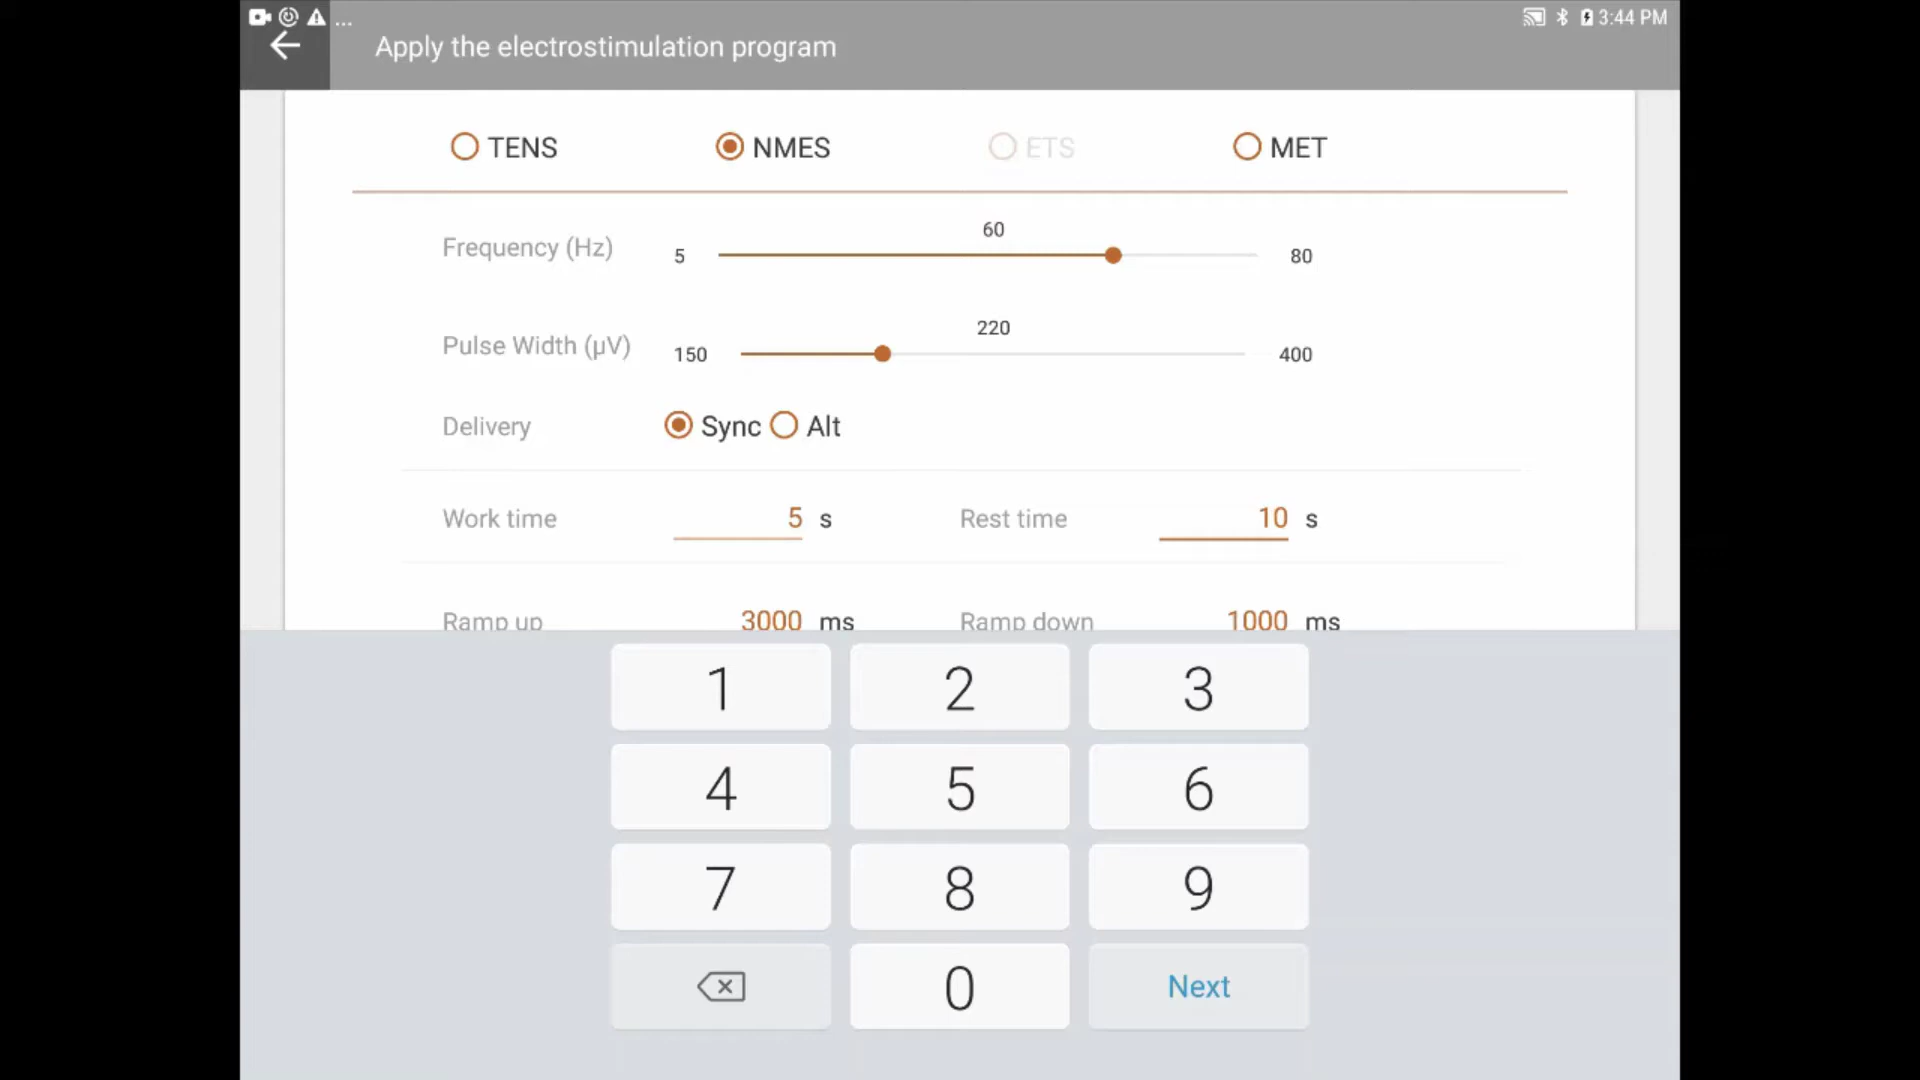 ... 3:44 PM
Apply the electrostimulation program
TENS NMES ETS MET
60
Frequency (Hz) 5 80
220
Pulse Width (µV) 150 400
Delivery Sync Alt
Work time 5 s Rest time 10 s
Ramp up 3000 ms Ramp down 1000 ms
1 2 3
4 5 6
7 8 9
0 Next